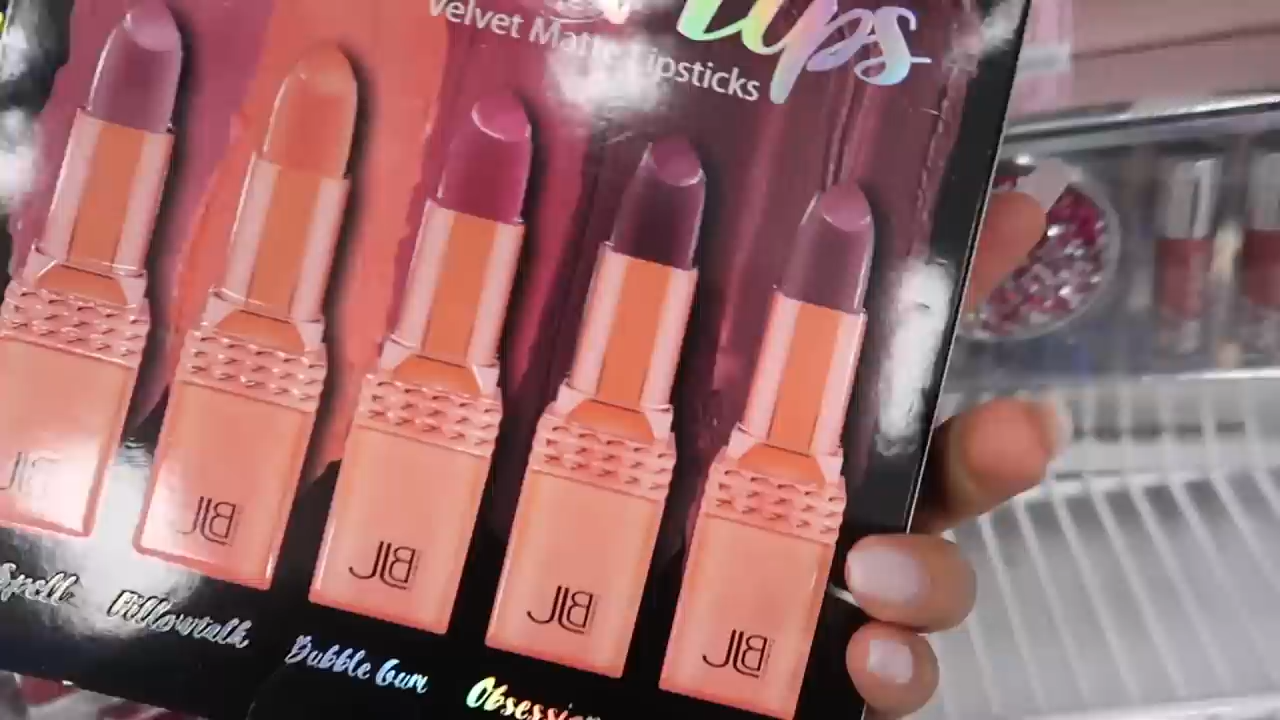 Lips
Velvet Matte Lipsticks
JLB
JLB
JLB
JLB
JLB
Spell
Pillowtalk
Bubble Gum
Obsession